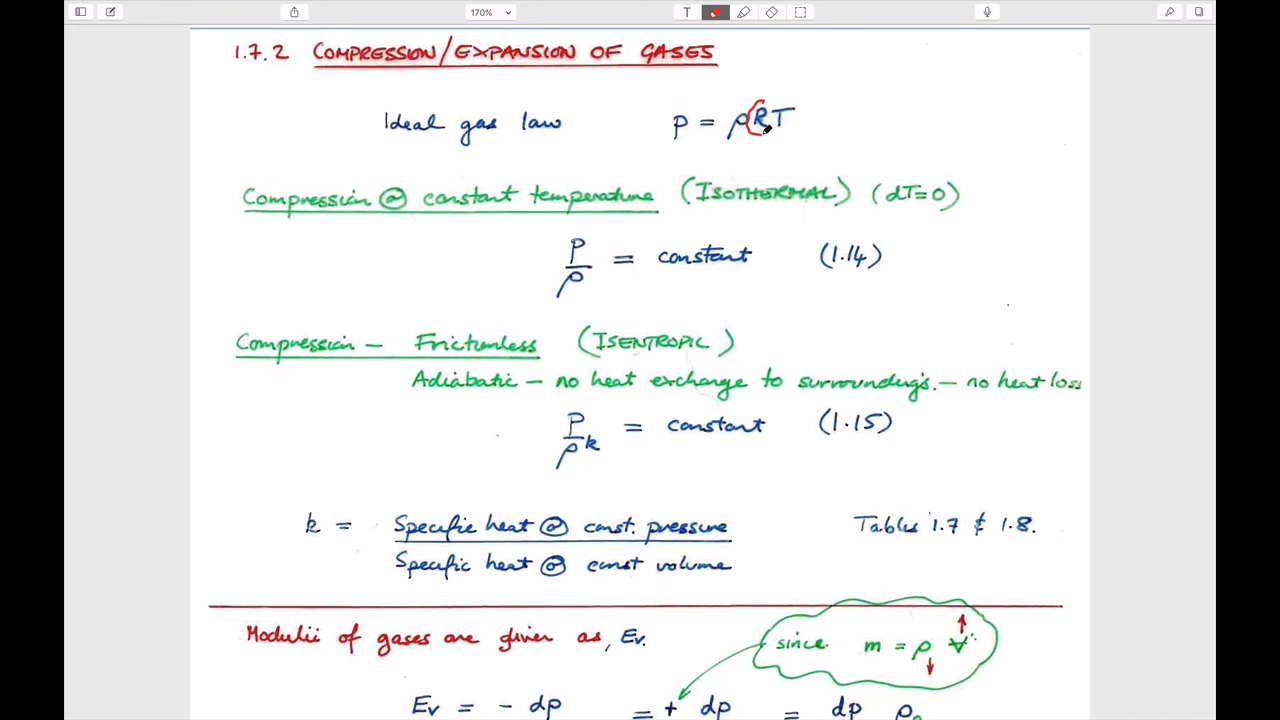 170%
T
1.7.2 COMPRESSION/EXPANSION OF GASES
Ideal gas law p = ρRT
Compression @ constant temperature (ISOTHERMAL) (dT=0)
P/ρ = constant (1.14)
Compression – Frictionless (ISENTROPIC)
Adiabatic – no heat exchange to surroundings. – no heat loss
P/ρ^k = constant (1.15)
k = Specific heat @ const. pressure Tables 1.7 & 1.8.
Specific heat @ const volume
Modulii of gases are given as, Ev.
since m = ρ V
Ev = - dp = + dp = dp ρo